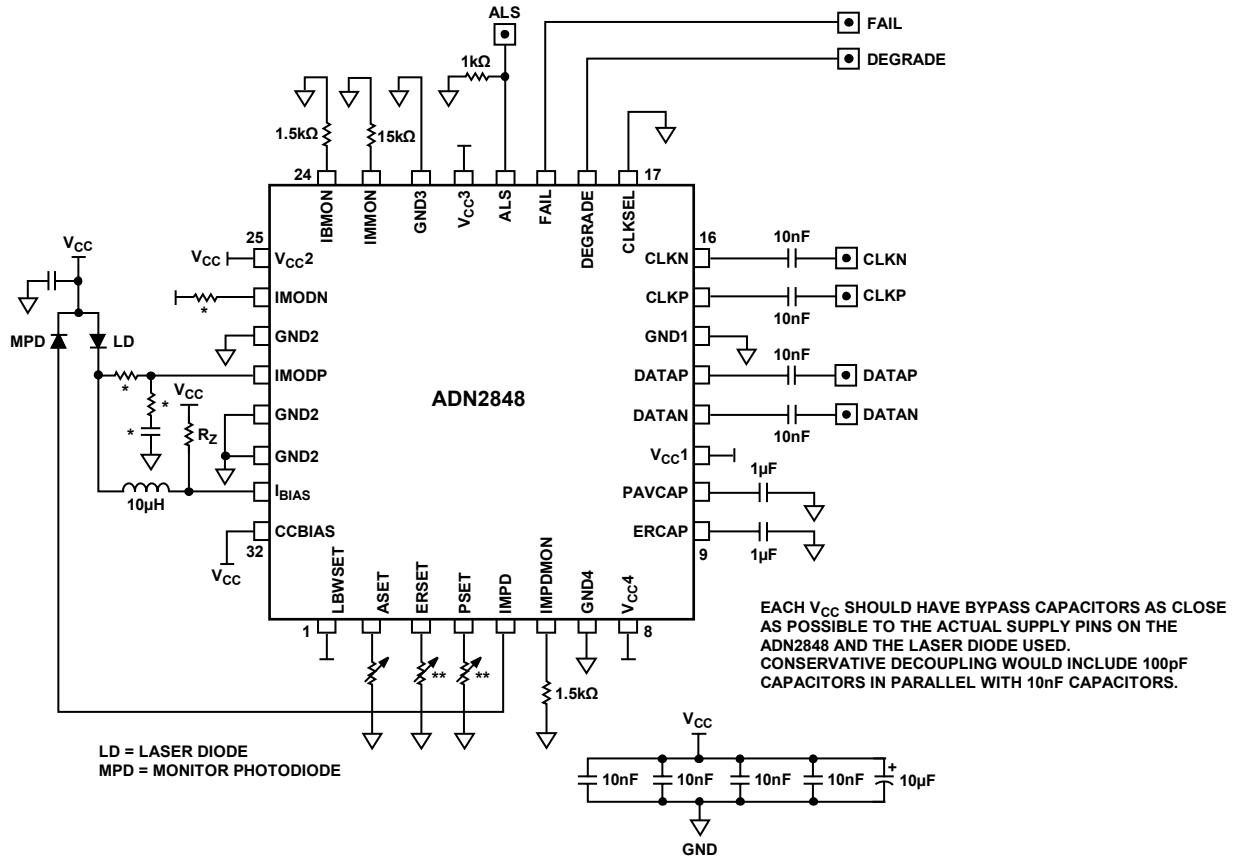 ALS
FAIL
DEGRADE
1kΩ
1.5kΩ
15kΩ
24
17
IBMON
IMMON
GND3
VCC3
ALS
FAIL
DEGRADE
CLKSEL
VCC
25
VCC
VCC2
IMODN
*
GND2
MPD
LD
IMODP
*
VCC
*
*
GND2
RZ
GND2
IBIAS
10µH
CCBIAS
32
VCC
ADN2848
16
CLKN
10nF
CLKN
CLKP
10nF
CLKP
GND1
10nF
DATAP
DATAP
DATAN
10nF
DATAN
VCC1
1µF
PAVCAP
ERCAP
1µF
9
LBWSET
ASET
ERSET
PSET
IMPD
IMPDMON
GND4
VCC4
1
8
**
**
1.5kΩ
EACH VCC SHOULD HAVE BYPASS CAPACITORS AS CLOSE
AS POSSIBLE TO THE ACTUAL SUPPLY PINS ON THE
ADN2848 AND THE LASER DIODE USED.
CONSERVATIVE DECOUPLING WOULD INCLUDE 100pF
CAPACITORS IN PARALLEL WITH 10nF CAPACITORS.
LD = LASER DIODE
MPD = MONITOR PHOTODIODE
VCC
10nF
10nF
10nF
10nF
+
10µF
GND